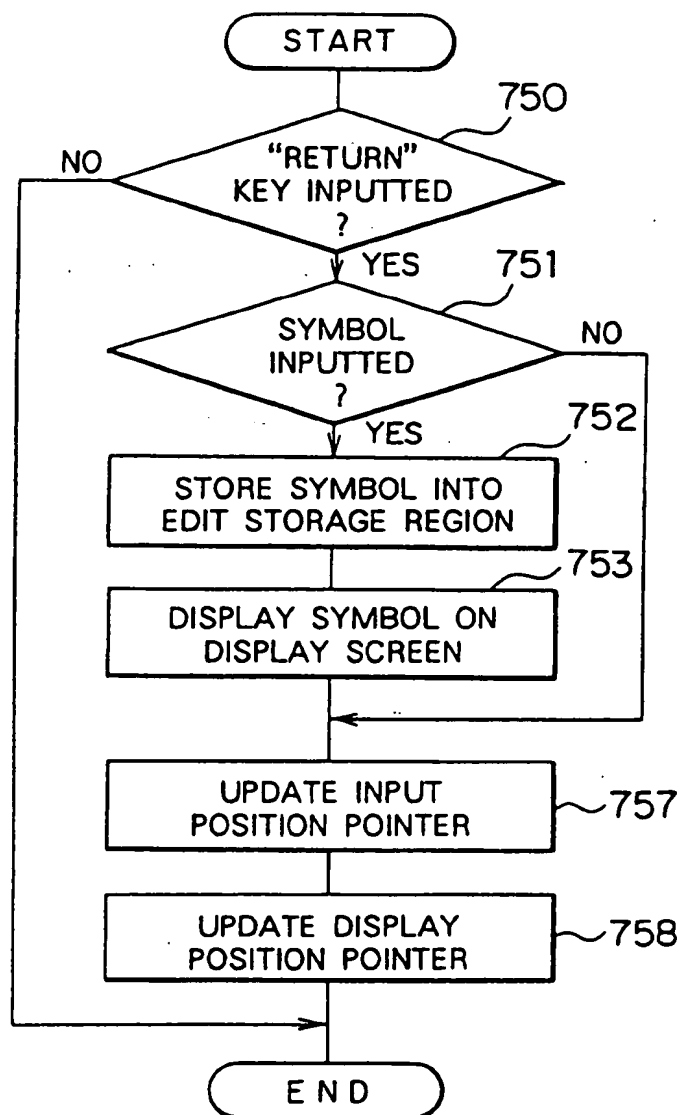 START
750
NO
“RETURN”
KEY INPUTTED
?
YES
751
SYMBOL
INPUTTED
?
NO
YES
752
STORE SYMBOL INTO
EDIT STORAGE REGION
753
DISPLAY SYMBOL ON
DISPLAY SCREEN
UPDATE INPUT
POSITION POINTER
757
UPDATE DISPLAY
POSITION POINTER
758
END